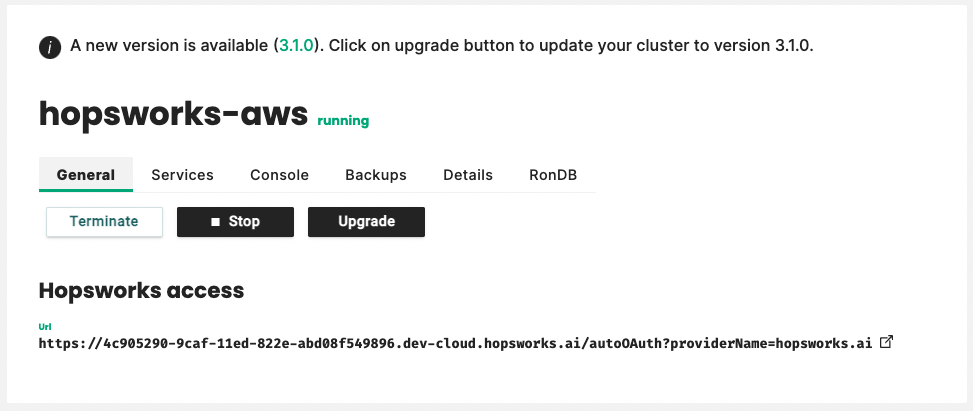 A new version is available (3.1.0). Click on upgrade button to update your cluster to version 3.1.0.
hopsworks-aws running
General Services Console Backups Details RonDB
Terminate Stop Upgrade
Hopsworks access
Url
https://4c905290-9caf-11ed-822e-abd08f549896.dev-cloud.hopsworks.ai/autoOAuth?providerName=hopsworks.ai